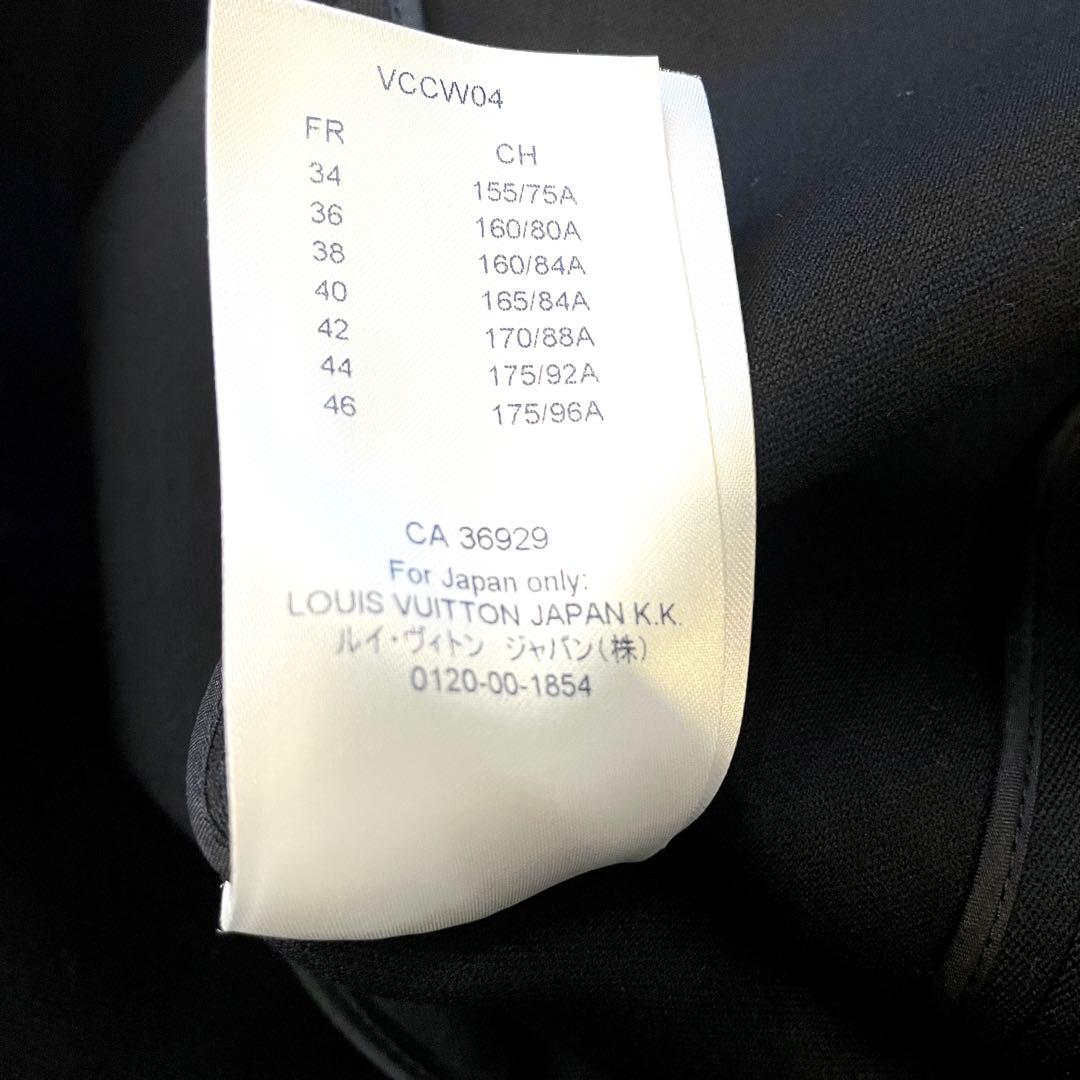 VCCW04
FR CH
34 155/75A
36 160/80A
38 160/84A
40 165/84A
42 170/88A
44 175/92A
46 175/96A
CA 36929
For Japan only:
LOUIS VUITTON JAPAN K.K.
ルイ・ヴィトン ジャパン(株)
0120-00-1854